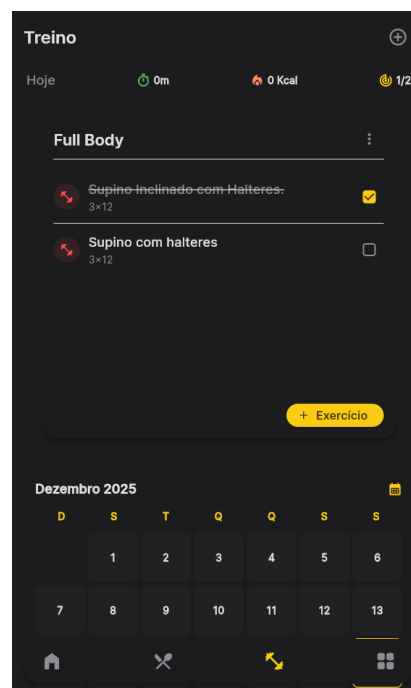 Treino
Hoje 0m 0 Kcal 1/2
Full Body
Supino Inclinado com Halteres.
3×12
Supino com halteres
3×12
+ Exercício
Dezembro 2025
D S T Q Q S S
1 2 3 4 5 6
7 8 9 10 11 12 13